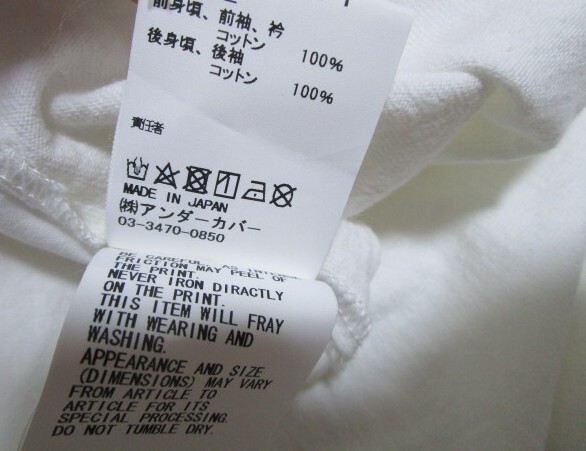 前身頃、前袖、衿
コットン 100%
後身頃、後袖
コットン 100%
責任者
MADE IN JAPAN
㈱アンダーカバー
03-3470-0850
BE CAREFUL, AS INTENSE
FRICTION MAY PEEL OF
THE PRINT.
NEVER IRON DIRACTLY
ON THE PRINT.
THIS ITEM WILL FRAY
WITH WEARING AND
WASHING.
APPEARANCE AND SIZE
(DIMENSIONS) MAY VARY
FROM ARTICLE TO
ARTICLE FOR ITS
SPECIAL PROCESSING.
DO NOT TUMBLE DRY.